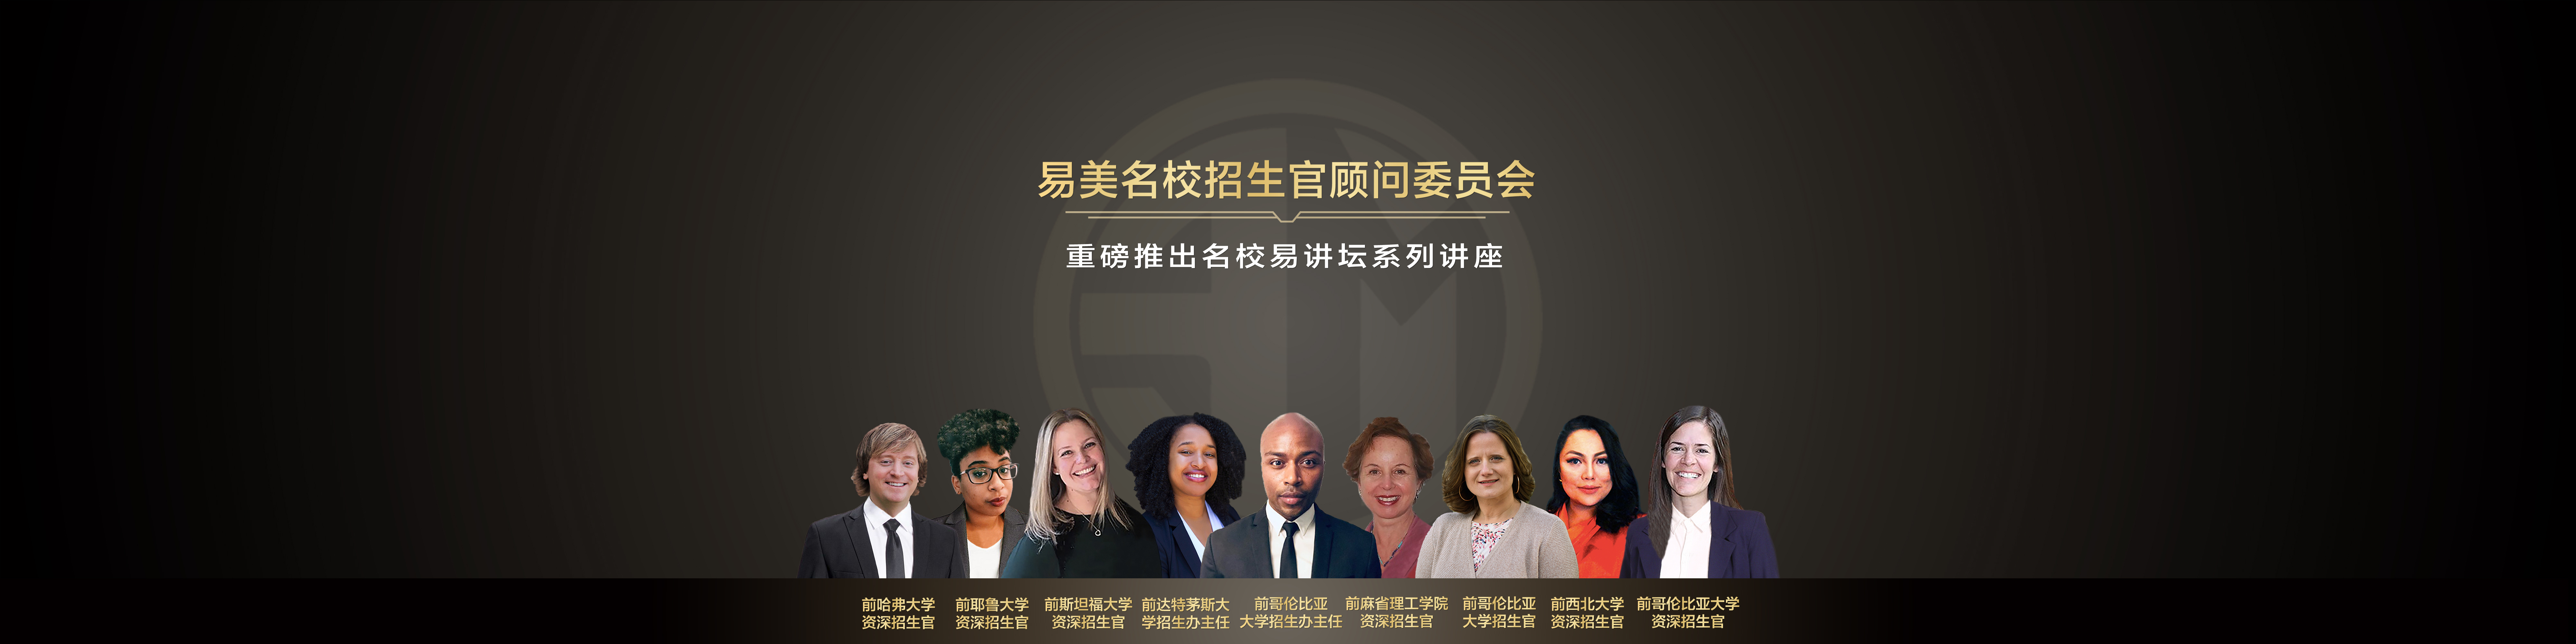 易美名校招生官顾问委员会
重磅推出名校易讲坛系列讲座
前哈弗大学
资深招生官
前耶鲁大学
资深招生官
前斯坦福大学
资深招生官
前达特茅斯大
学招生办主任
前哥伦比亚
大学招生办主任
前麻省理工学院
资深招生官
前哥伦比亚
大学招生官
前西北大学
资深招生官
前哥伦比亚大学
资深招生官